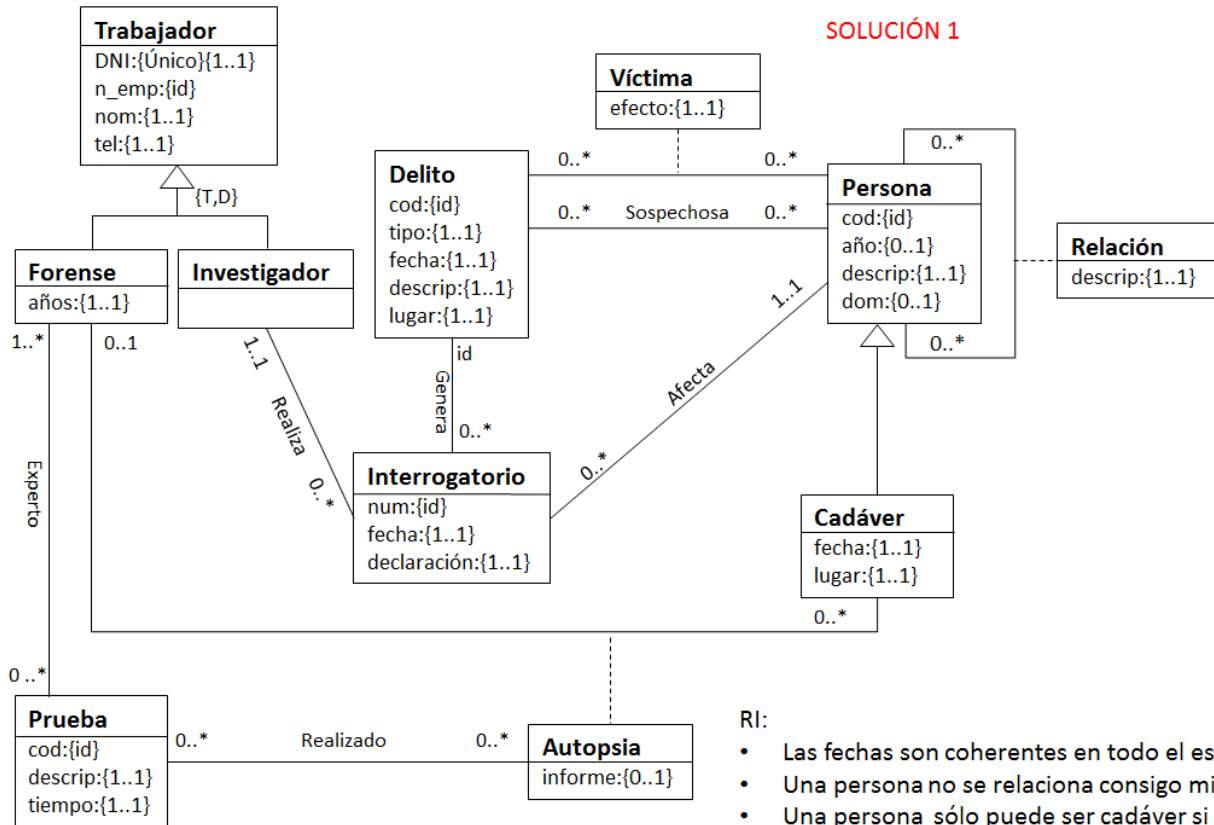 SOLUCIÓN 1
Trabajador
DNI:{Único}{1..1}
n_emp:{id}
nom:{1..1}
tel:{1..1}
{T,D}
Víctima
efecto:{1..1}
Delito
cod:{id}
tipo:{1..1}
fecha:{1..1}
descrip:{1..1}
lugar:{1..1}
0..*
0..*
0..*
Sospechosa
0..*
Persona
cod:{id}
año:{0..1}
descrip:{1..1}
dom:{0..1}
0..*
0..*
Relación
descrip:{1..1}
Forense
años:{1..1}
Investigador
1..*
0..1
1..1
Realiza
0..*
id
Genera
0..*
1..1
Afecta
0..*
Interrogatorio
num:{id}
fecha:{1..1}
declaración:{1..1}
Cadáver
fecha:{1..1}
lugar:{1..1}
0..*
Experto
0..*
Prueba
cod:{id}
descrip:{1..1}
tiempo:{1..1}
0..*
Realizado
0..*
Autopsia
informe:{0..1}
RI:
• Las fechas son coherentes en todo el es
• Una persona no se relaciona consigo mi
• Una persona sólo puede ser cadáver si